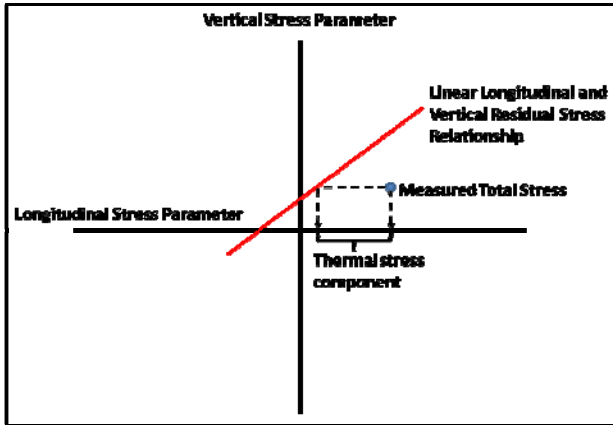 Vertical Stress Parameter
Linear Longitudinal and
Vertical Residual Stress
Relationship
Measured Total Stress
Longitudinal Stress Parameter
Thermal stress
component